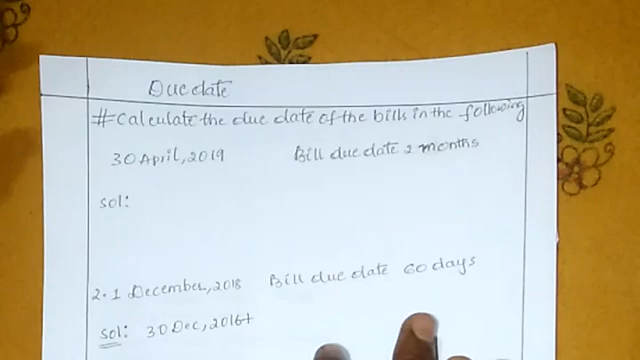 Due date
# Calculate the due date of the bills in the following
30 April, 2019 Bill due date 2 months
sol:
2. 1 December, 2018 Bill due date 60 days
sol: 30 Dec, 2016+